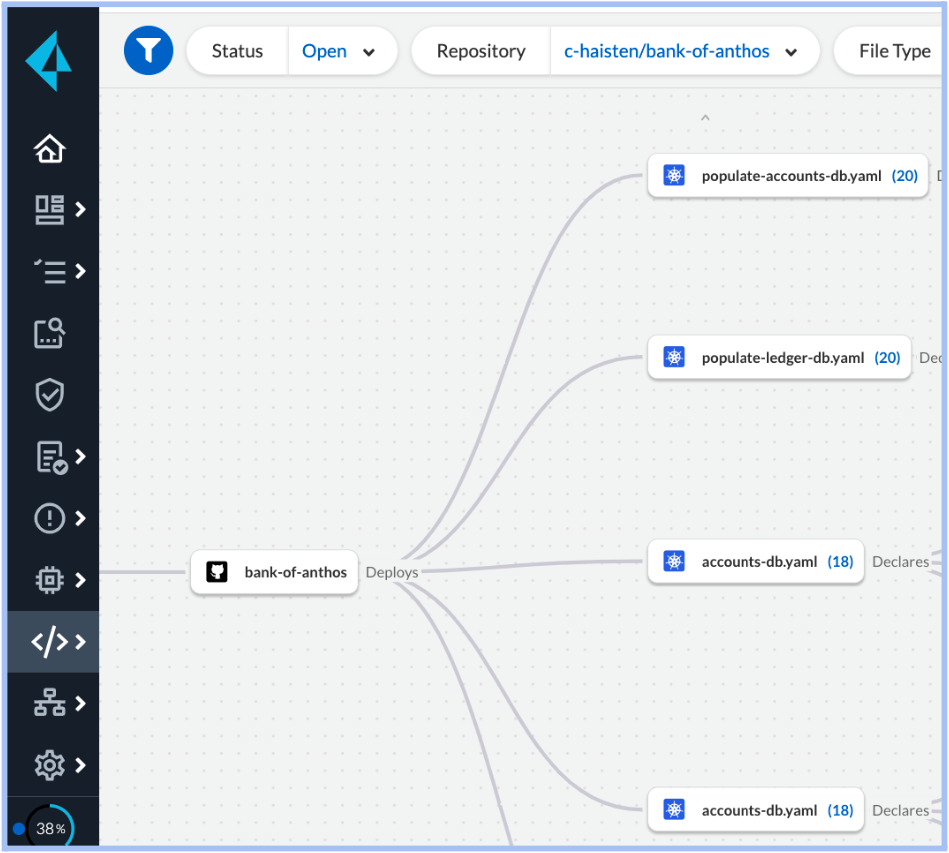 Status Open Repository c-haisten/bank-of-anthos File Type
populate-accounts-db.yaml (20)
populate-ledger-db.yaml (20) Dec
accounts-db.yaml (18) Declares
bank-of-anthos Deploys
accounts-db.yaml (18) Declares
38%